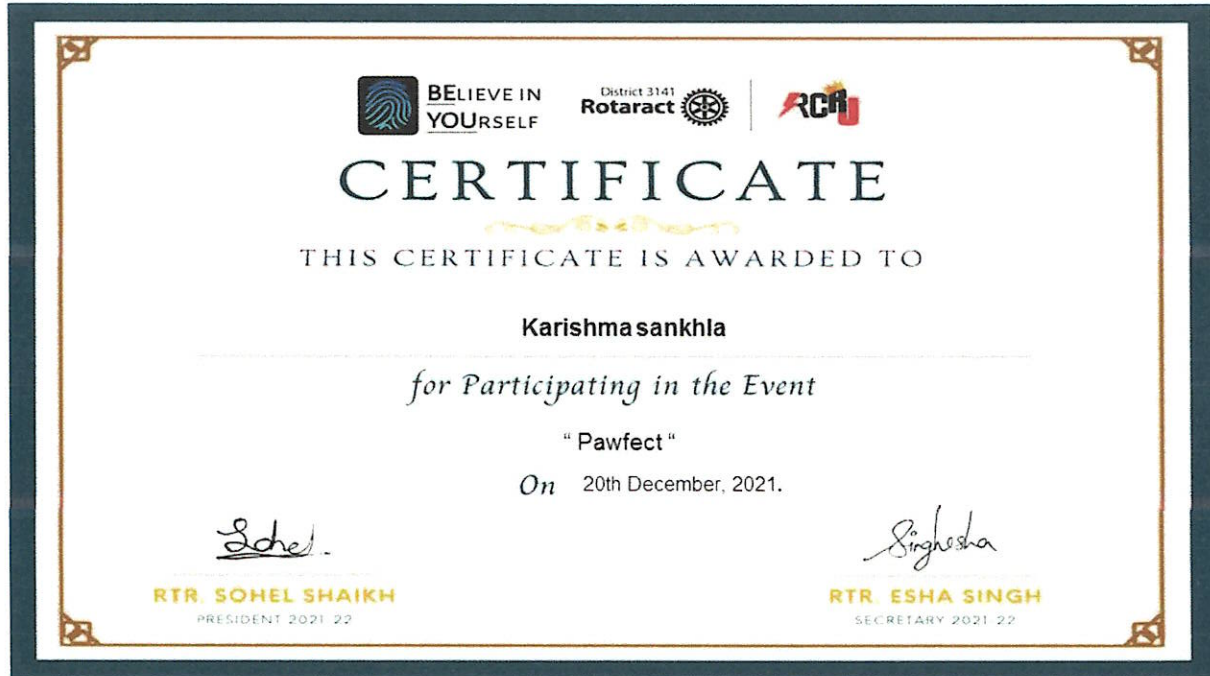 BELIEVE IN
YOURSELF
District 3141
Rotaract
RCAU
CERTIFICATE
THIS CERTIFICATE IS AWARDED TO
Karishma sankhla
for Participating in the Event
“ Pawfect “
On 20th December, 2021.
Sohel
Singhesha
RTR. SOHEL SHAIKH
RTR. ESHA SINGH
PRESIDENT 2021-22
SECRETARY 2021-22